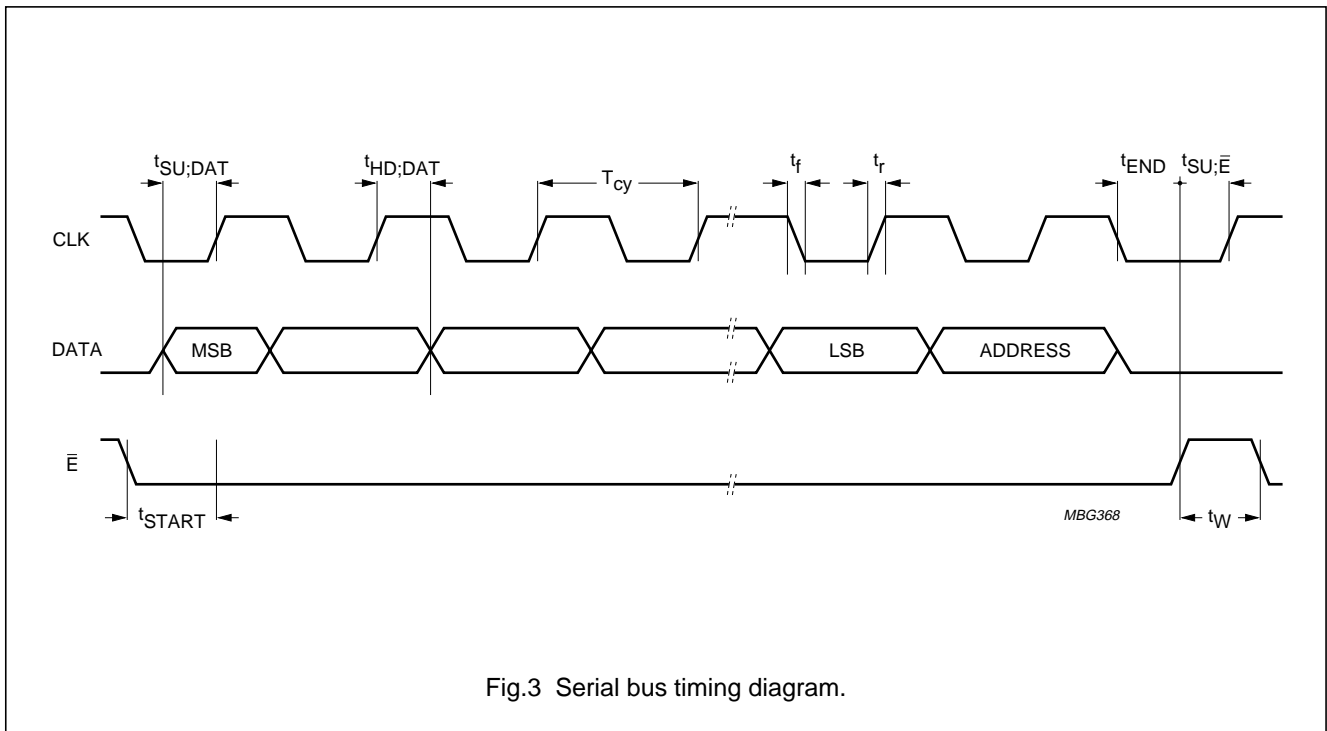 tSU;DAT tHD;DAT Tcy tf tr tEND tSU;Ē
CLK
DATA MSB LSB ADDRESS
Ē
tSTART MBG368 tW
Fig.3 Serial bus timing diagram.